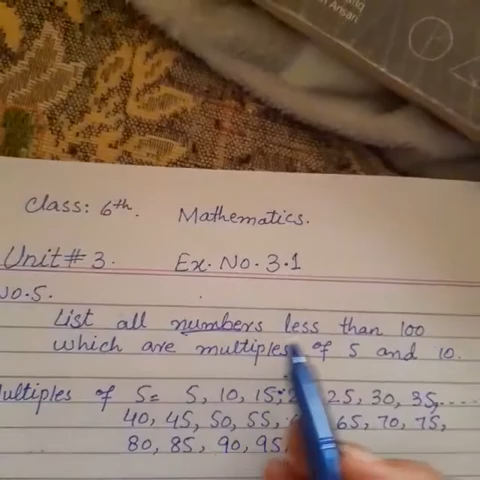 n Ansari
Class: 6th. Mathematics.
Unit # 3. Ex. No. 3.1
No. 5.
List all numbers less than 100
which are multiples of 5 and 10.
Multiples of 5 = 5, 10, 15, 25, 30, 35, ....
40, 45, 50, 55, 65, 70, 75,
80, 85, 90, 95,